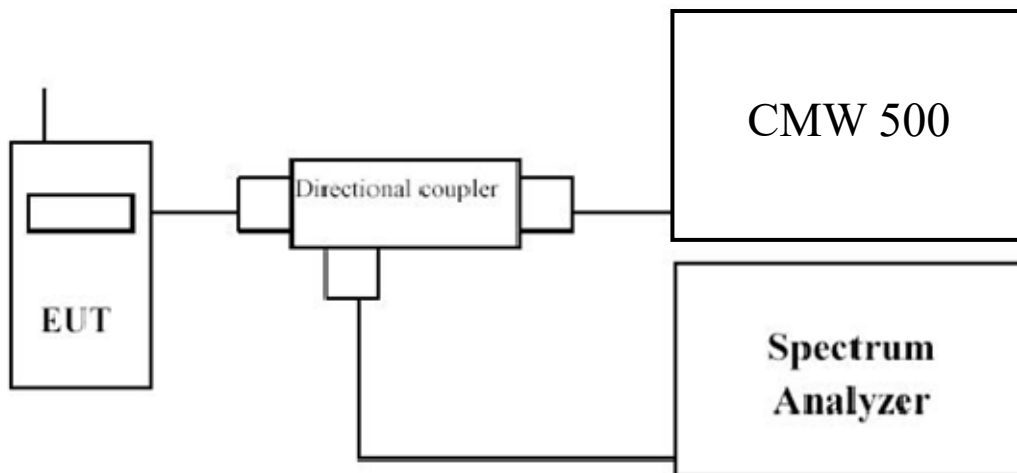 CMW 500
Directional coupler
EUT
Spectrum
Analyzer